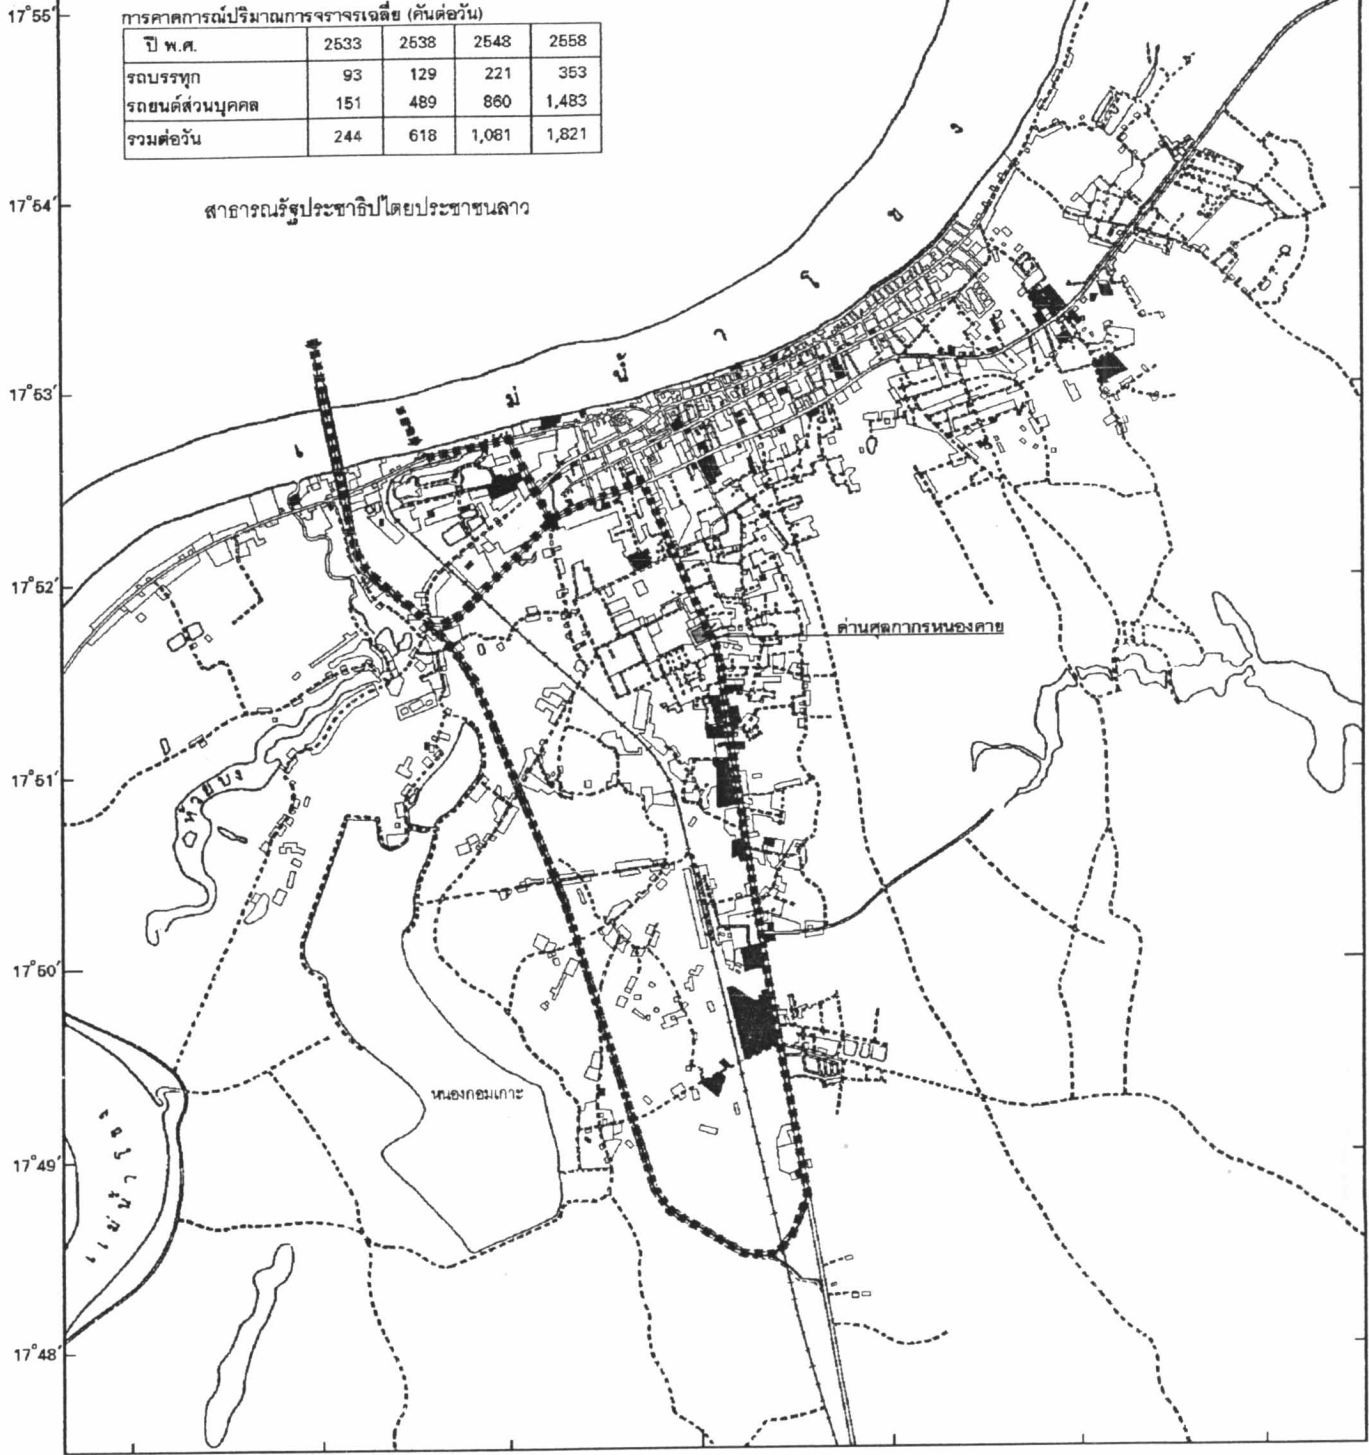 17°55′
การคาดการณ์ปริมาณการจราจรเฉลี่ย (คันต่อวัน)
ปี พ.ศ. 2533 2538 2548 2558
รถบรรทุก 93 129 221 353
รถยนต์ส่วนบุคคล 151 489 860 1,483
รวมต่อวัน 244 618 1,081 1,821
17°54′
สาธารณรัฐประชาธิปไตยประชาชนลาว
17°53′
แม่น้ำโขง
17°52′
ด่านศุลกากรหนองคาย
17°51′
ห้วยบัง
17°50′
หนองกอมเกาะ
17°49′
17°48′